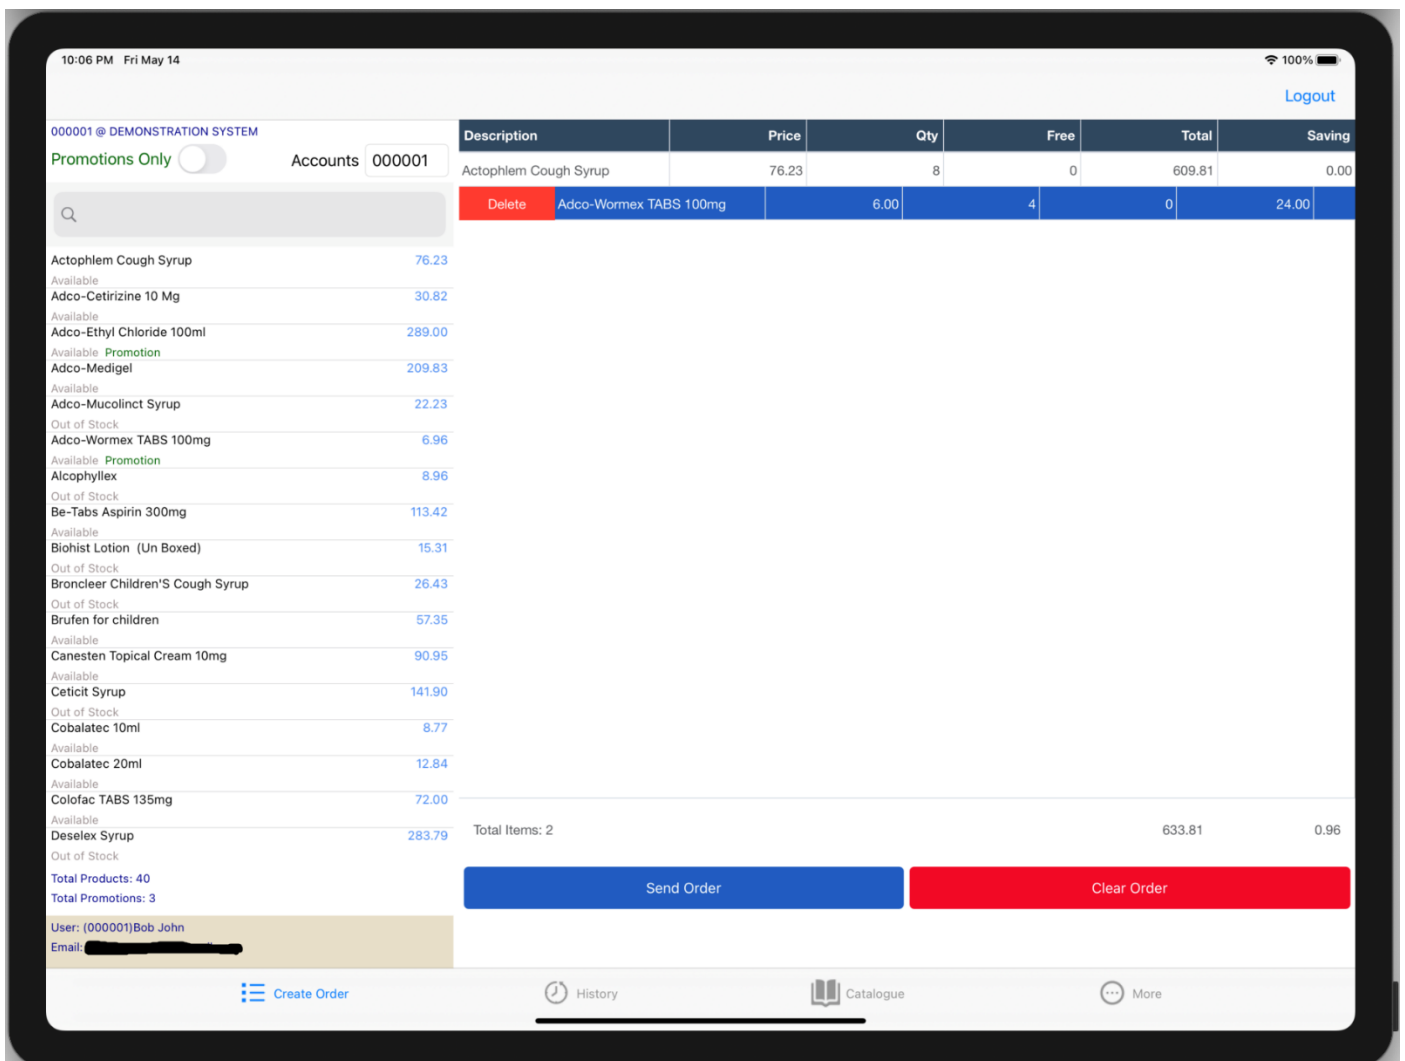 10:06 PM Fri May 14 100%
Logout
000001 @ DEMONSTRATION SYSTEM
Promotions Only Accounts 000001
Actophlem Cough Syrup 76.23
Available
Adco-Cetirizine 10 Mg 30.82
Available
Adco-Ethyl Chloride 100ml 289.00
Available Promotion
Adco-Medigel 209.83
Available
Adco-Mucolinct Syrup 22.23
Out of Stock
Adco-Wormex TABS 100mg 6.96
Available Promotion
Alcophyllex 8.96
Out of Stock
Be-Tabs Aspirin 300mg 113.42
Available
Biohist Lotion (Un Boxed) 15.31
Out of Stock
Broncleer Children'S Cough Syrup 26.43
Out of Stock
Brufen for children 57.35
Available
Canesten Topical Cream 10mg 90.95
Available
Ceticit Syrup 141.90
Out of Stock
Cobalatec 10ml 8.77
Available
Cobalatec 20ml 12.84
Available
Colofac TABS 135mg 72.00
Available
Deselex Syrup 283.79
Out of Stock
Total Products: 40
Total Promotions: 3
User: (000001)Bob John
Email:
Description Price Qty Free Total Saving
Actophlem Cough Syrup 76.23 8 0 609.81 0.00
Delete Adco-Wormex TABS 100mg 6.00 4 0 24.00
Total Items: 2 633.81 0.96
Send Order Clear Order
Create Order History Catalogue More